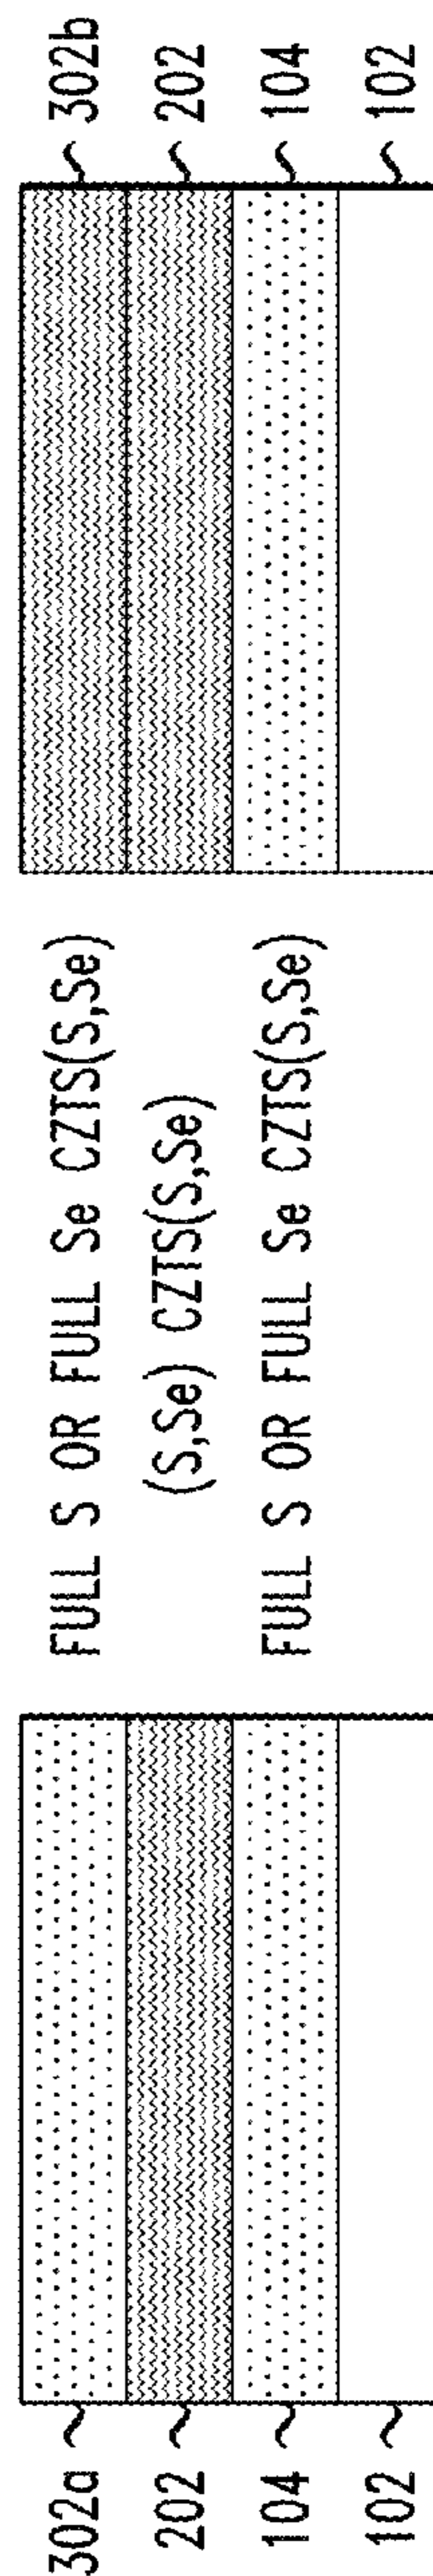 302a
202
104
102
FULL S OR FULL Se CZTS(S,Se)
(S,Se) CZTS(S,Se)
FULL S OR FULL Se CZTS(S,Se)
302b
202
104
102